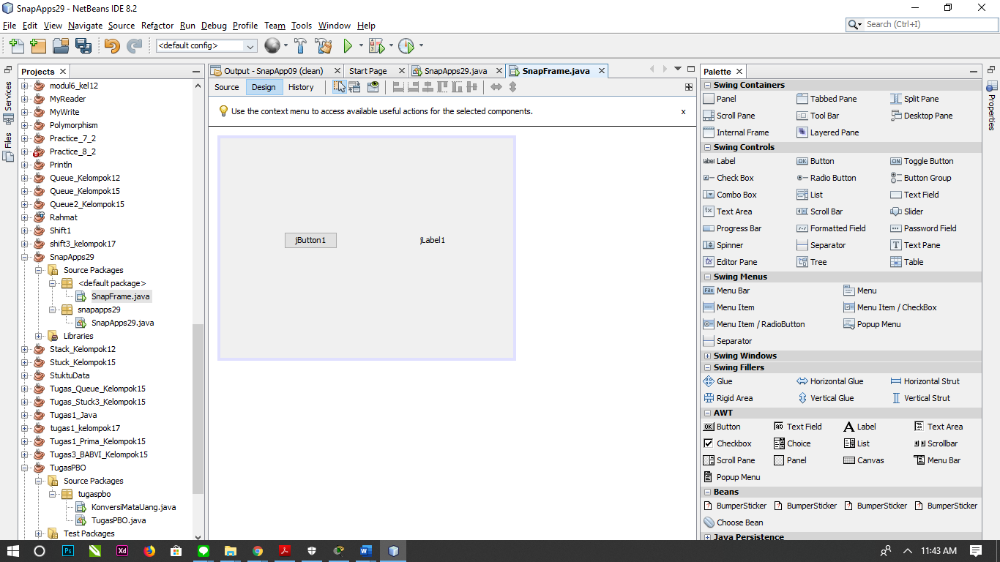 SnapApps29 - NetBeans IDE 8.2
File Edit View Navigate Source Refactor Run Debug Profile Team Tools Window Help
Search (Ctrl+I)
<default config>
Services
Files
Projects
modul6_kel12
MyReader
MyWrite
Polymorphism
Practice_7_2
Practice_8_2
Println
Queue_Kelompok12
Queue_Kelompok15
Queue2_Kelompok15
Rahmat
Shift1
shift3_kelompok17
SnapApps29
Source Packages
<default package>
SnapFrame.java
snapapps29
SnapApps29.java
Libraries
Stack_Kelompok12
Stuck_Kelompok15
StuktuData
Tugas_Queue_Kelompok15
Tugas_Stuck3_Kelompok15
Tugas1_Java
tugas1_kelompok17
Tugas1_Prima_Kelompok15
Tugas3_BABVI_Kelompok15
TugasPBO
Source Packages
tugaspbo
KonversiMataUang.java
TugasPBO.java
Test Packages
Output - SnapApp09 (clean) Start Page SnapApps29.java SnapFrame.java
Source Design History
Use the context menu to access available useful actions for the selected components. x
jButton1 jLabel1
Palette
Swing Containers
Panel Tabbed Pane Split Pane
Scroll Pane Tool Bar Desktop Pane
Internal Frame Layered Pane
Swing Controls
label Label OK Button ON Toggle Button
Check Box Radio Button Button Group
Combo Box List Text Field
Text Area Scroll Bar Slider
Progress Bar Formatted Field Password Field
Spinner Separator Text Pane
Editor Pane Tree Table
Swing Menus
File Menu Bar Menu
Menu Item Menu Item / CheckBox
Menu Item / RadioButton Popup Menu
Separator
Swing Windows
Swing Fillers
Glue Horizontal Glue Horizontal Strut
Rigid Area Vertical Glue Vertical Strut
AWT
OK Button ab Text Field A Label Text Area
Checkbox Choice List Scrollbar
Scroll Pane Panel Canvas Menu Bar
Popup Menu
Beans
BumperSticker BumperSticker BumperSticker BumperSticker
Choose Bean
Java Persistence
Properties
Ps Xd W
11:43 AM